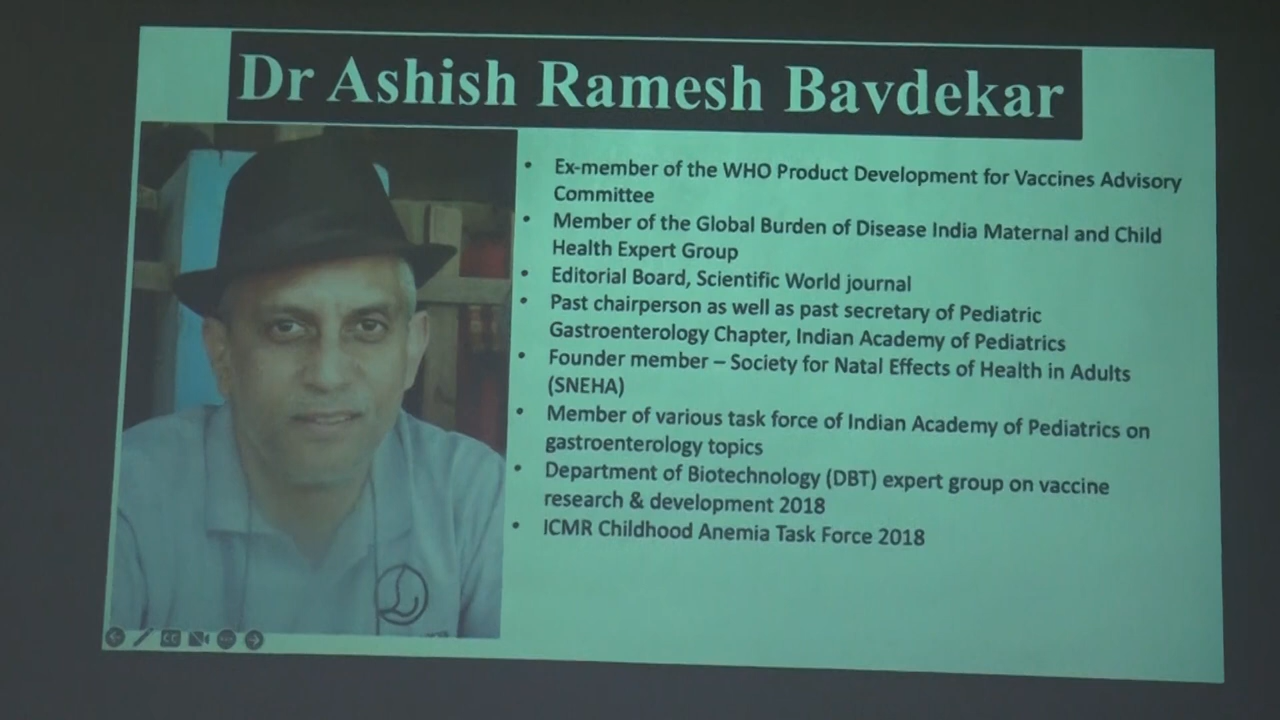 Dr Ashish Ramesh Bavdekar
• Ex-member of the WHO Product Development for Vaccines Advisory
Committee
• Member of the Global Burden of Disease India Maternal and Child
Health Expert Group
• Editorial Board, Scientific World journal
• Past chairperson as well as past secretary of Pediatric
Gastroenterology Chapter, Indian Academy of Pediatrics
• Founder member – Society for Natal Effects of Health in Adults
(SNEHA)
• Member of various task force of Indian Academy of Pediatrics on
gastroenterology topics
• Department of Biotechnology (DBT) expert group on vaccine
research & development 2018
• ICMR Childhood Anemia Task Force 2018
CC